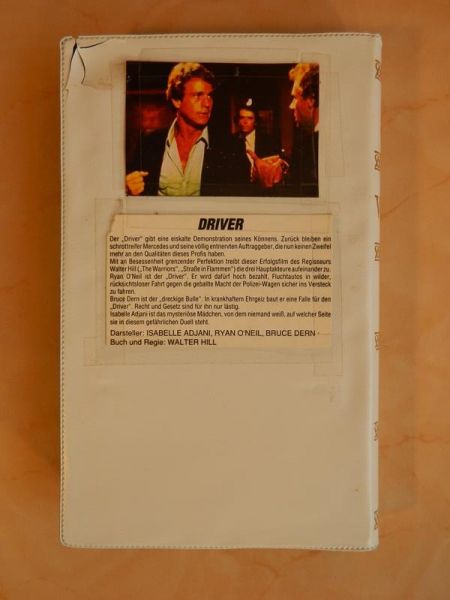 DRIVER
Der „Driver" gibt eine eiskalte Demonstration seines Könnens. Zurück bleiben ein
schrottreifer Mercedes und seine völlig entnervten Auftraggeber, die nun keinen Zweifel
mehr an den Qualitäten dieses Profis haben.
Mit an Besessenheit grenzender Perfektion treibt dieser Erfolgsfilm des Regisseurs
Walter Hill („The Warriors", „Straße in Flammen") die drei Hauptakteure aufeinander zu.
Ryan O'Neil ist der „Driver". Er wird dafür hoch bezahlt, Fluchtautos in wilder,
rücksichtsloser Fahrt gegen die geballte Macht der Polizei-Wagen sicher ins Versteck
zu fahren.
Bruce Dern ist der „dreckige Bulle". In krankhaftem Ehrgeiz baut er eine Falle für den
„Driver". Recht und Gesetz sind für ihn nur lästig.
Isabelle Adjani ist das mysteriöse Mädchen, von dem niemand weiß, auf welcher Seite
sie in diesem gefährlichen Duell steht.
Darsteller: ISABELLE ADJANI, RYAN O'NEIL, BRUCE DERN ·
Buch und Regie: WALTER HILL